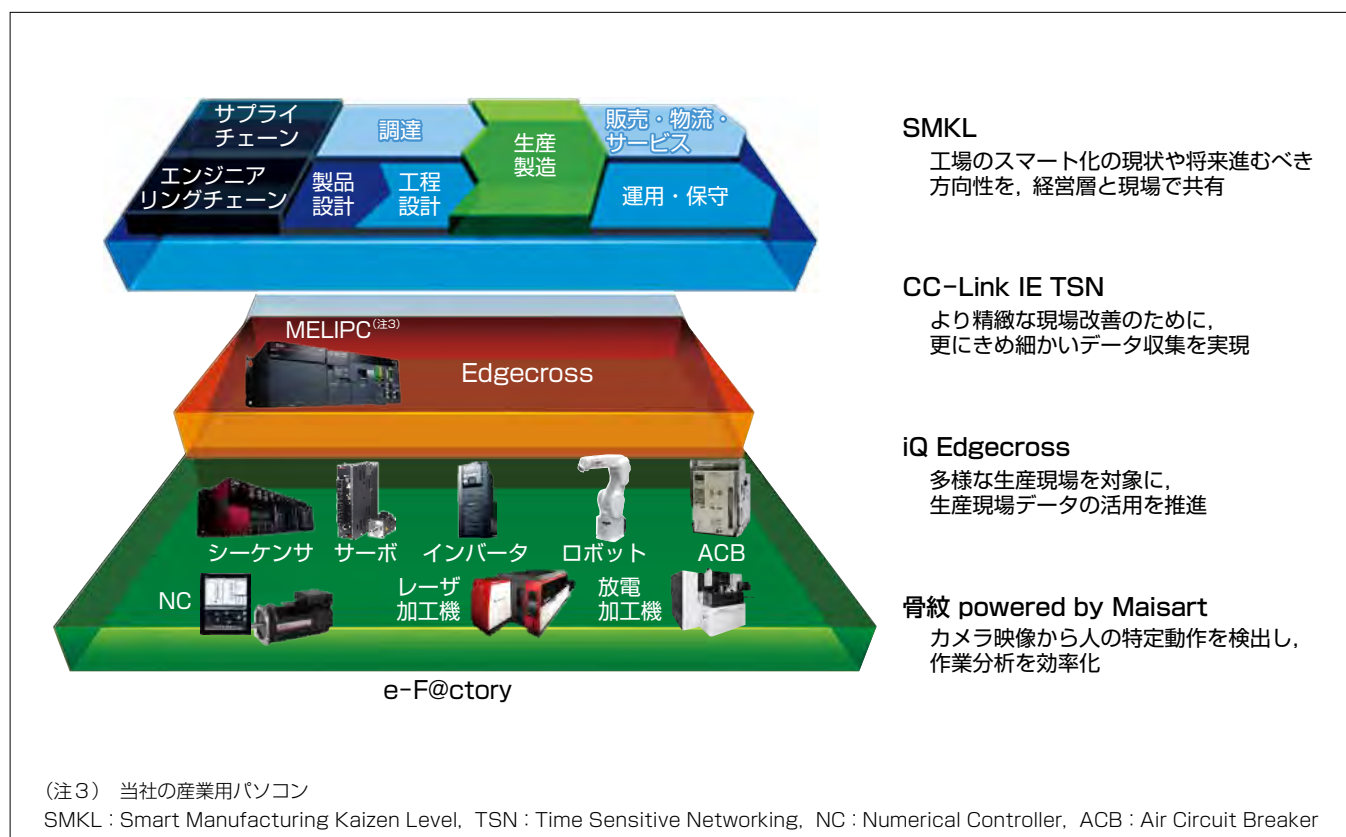 サプライ
チェーン
調達
生産
製造
販売・物流・
サービス
エンジニア
リングチェーン
製品
設計
工程
設計
運用・保守
MELIPC(注3)
Edgecross
シーケンサ
サーボ
インバータ
ロボット
ACB
NC
レーザ
加工機
放電
加工機
e-F@ctory
SMKL
工場のスマート化の現状や将来進むべき
方向性を，経営層と現場で共有
CC-Link IE TSN
より精緻な現場改善のために，
更にきめ細かいデータ収集を実現
iQ Edgecross
多様な生産現場を対象に，
生産現場データの活用を推進
骨紋 powered by Maisart
カメラ映像から人の特定動作を検出し，
作業分析を効率化
（注3） 当社の産業用パソコン
SMKL：Smart Manufacturing Kaizen Level，TSN：Time Sensitive Networking，NC：Numerical Controller，ACB：Air Circuit Breaker